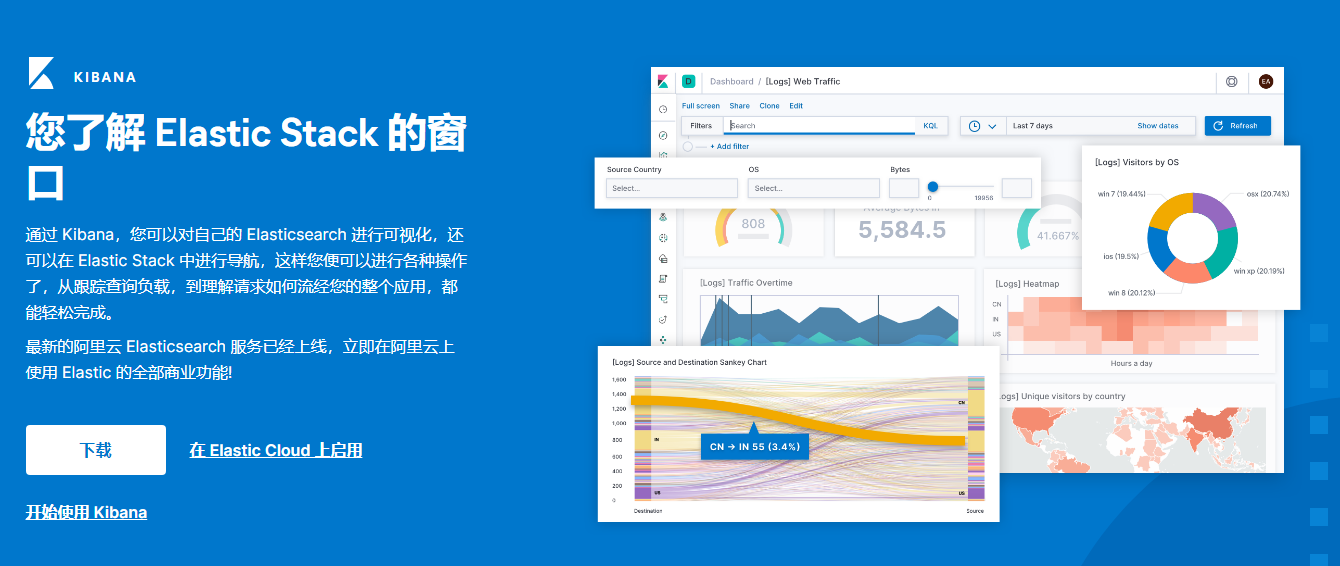 KIBANA
您了解 Elastic Stack 的窗
口
通过 Kibana，您可以对自己的 Elasticsearch 进行可视化，还
可以在 Elastic Stack 中进行导航，这样您便可以进行各种操作
了，从跟踪查询负载，到理解请求如何流经您的整个应用，都
能轻松完成。
最新的阿里云 Elasticsearch 服务已经上线，立即在阿里云上
使用 Elastic 的全部商业功能!
下载
在 Elastic Cloud 上启用
开始使用 Kibana
D
Dashboard / [Logs] Web Traffic
EA
Full screen Share Clone Edit
Filters Search KQL
Last 7 days Show dates
Refresh
+ Add filter
Source Country OS Bytes
Select... Select...
0 19956
808
Average Bytes In
5,584.5
41.667%
[Logs] Visitors by OS
win 7 (19.44%)
osx (20.74%)
ios (19.5%)
win xp (20.19%)
win 8 (20.12%)
[Logs] Traffic Overtime
[Logs] Heatmap
CN
IN
US
Hours a day
[Logs] Source and Destination Sankey Chart
1,600
1,400
1,200
1,000
800
600
400
200
0
CN
IN
CN → IN 55 (3.4%)
US
US
Destination
Source
Logs] Unique visitors by country